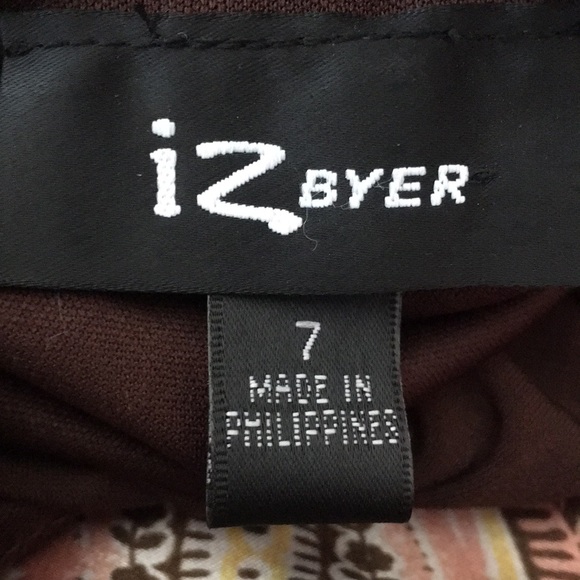 iZ BYER
7
MADE IN
PHILIPPINES